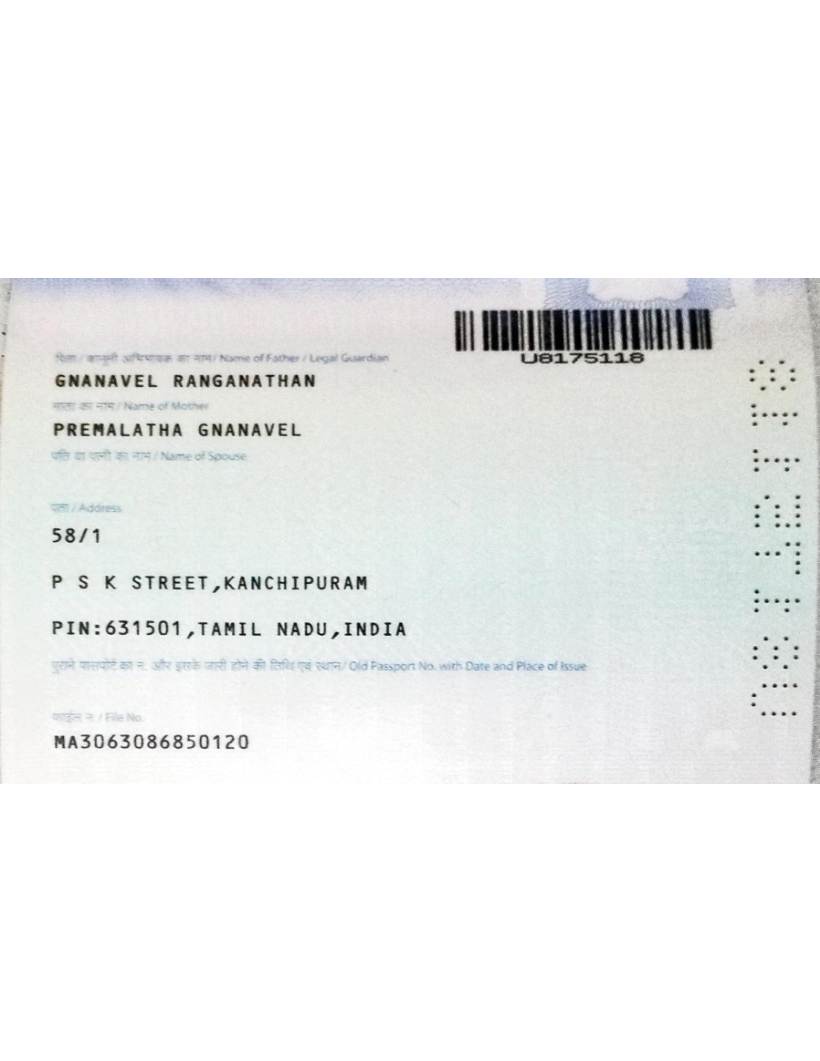 U8175118
पिता / कानूनी अभिभावक का नाम / Name of Father / Legal Guardian
GNANAVEL RANGANATHAN
माता का नाम / Name of Mother
PREMALATHA GNANAVEL
पति या पत्नी का नाम / Name of Spouse
पता / Address
58/1
P S K STREET,KANCHIPURAM
PIN:631501,TAMIL NADU,INDIA
पुराने पासपोर्ट का न. और इसके जारी होने की तिथि एवं स्थान / Old Passport No. with Date and Place of Issue
फाईल न. / File No.
MA3063086850120
U8175118